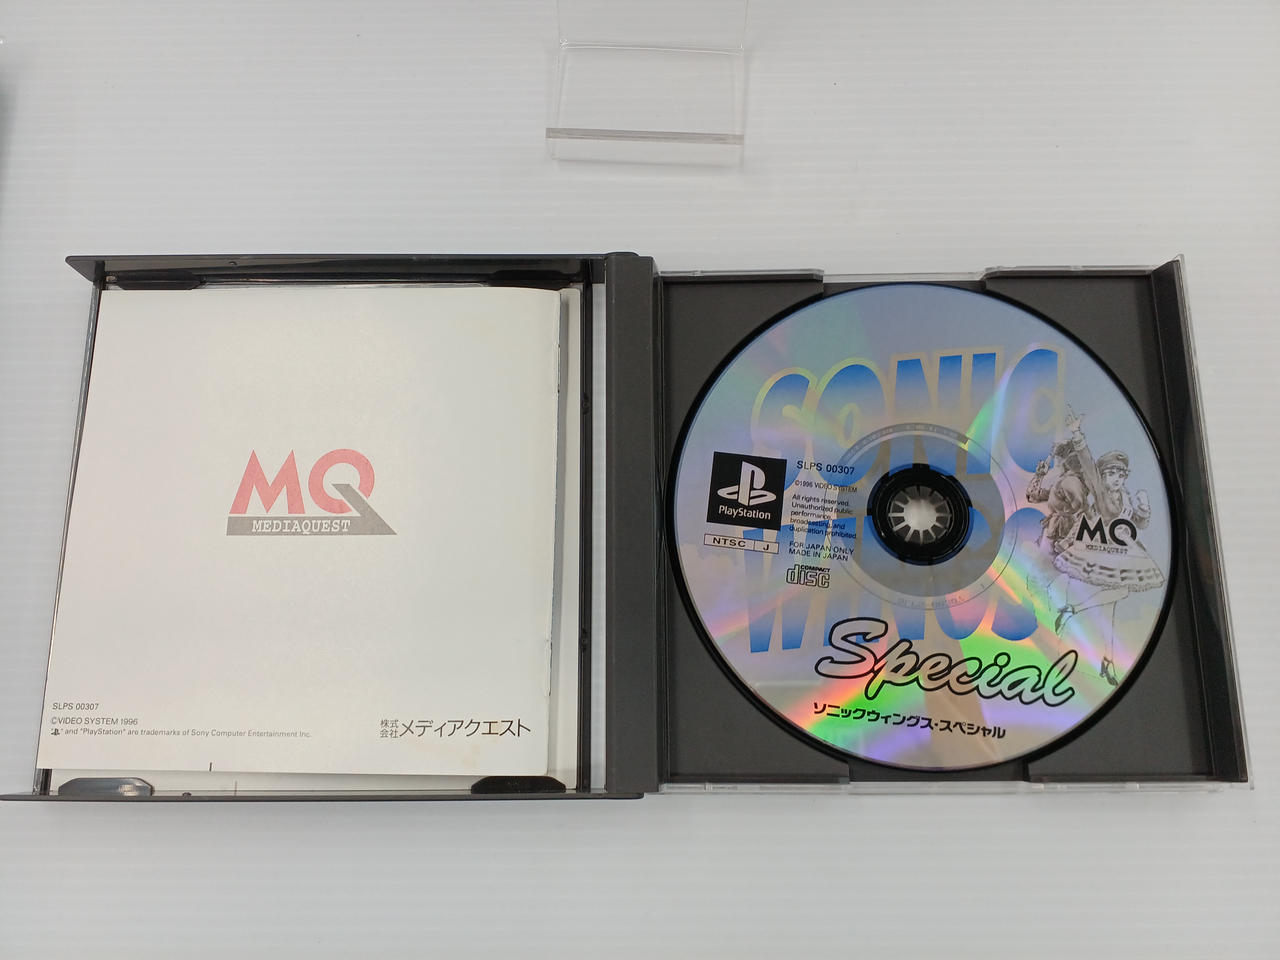 MQ
MEDIAQUEST
SLPS 00307
©VIDEO SYSTEM 1996
" and "PlayStation" are trademarks of Sony Computer Entertainment Inc.
株式会社 メディアクエスト
SONIC
WINGS
Special
ソニックウィングス・スペシャル
PlayStation
NTSC J
SLPS 00307
©1996 VIDEO SYSTEM
All rights reserved.
Unauthorized public
performance,
broadcasting, and
duplication prohibited.
FOR JAPAN ONLY
MADE IN JAPAN
COMPACT
disc
MQ
MEDIAQUEST